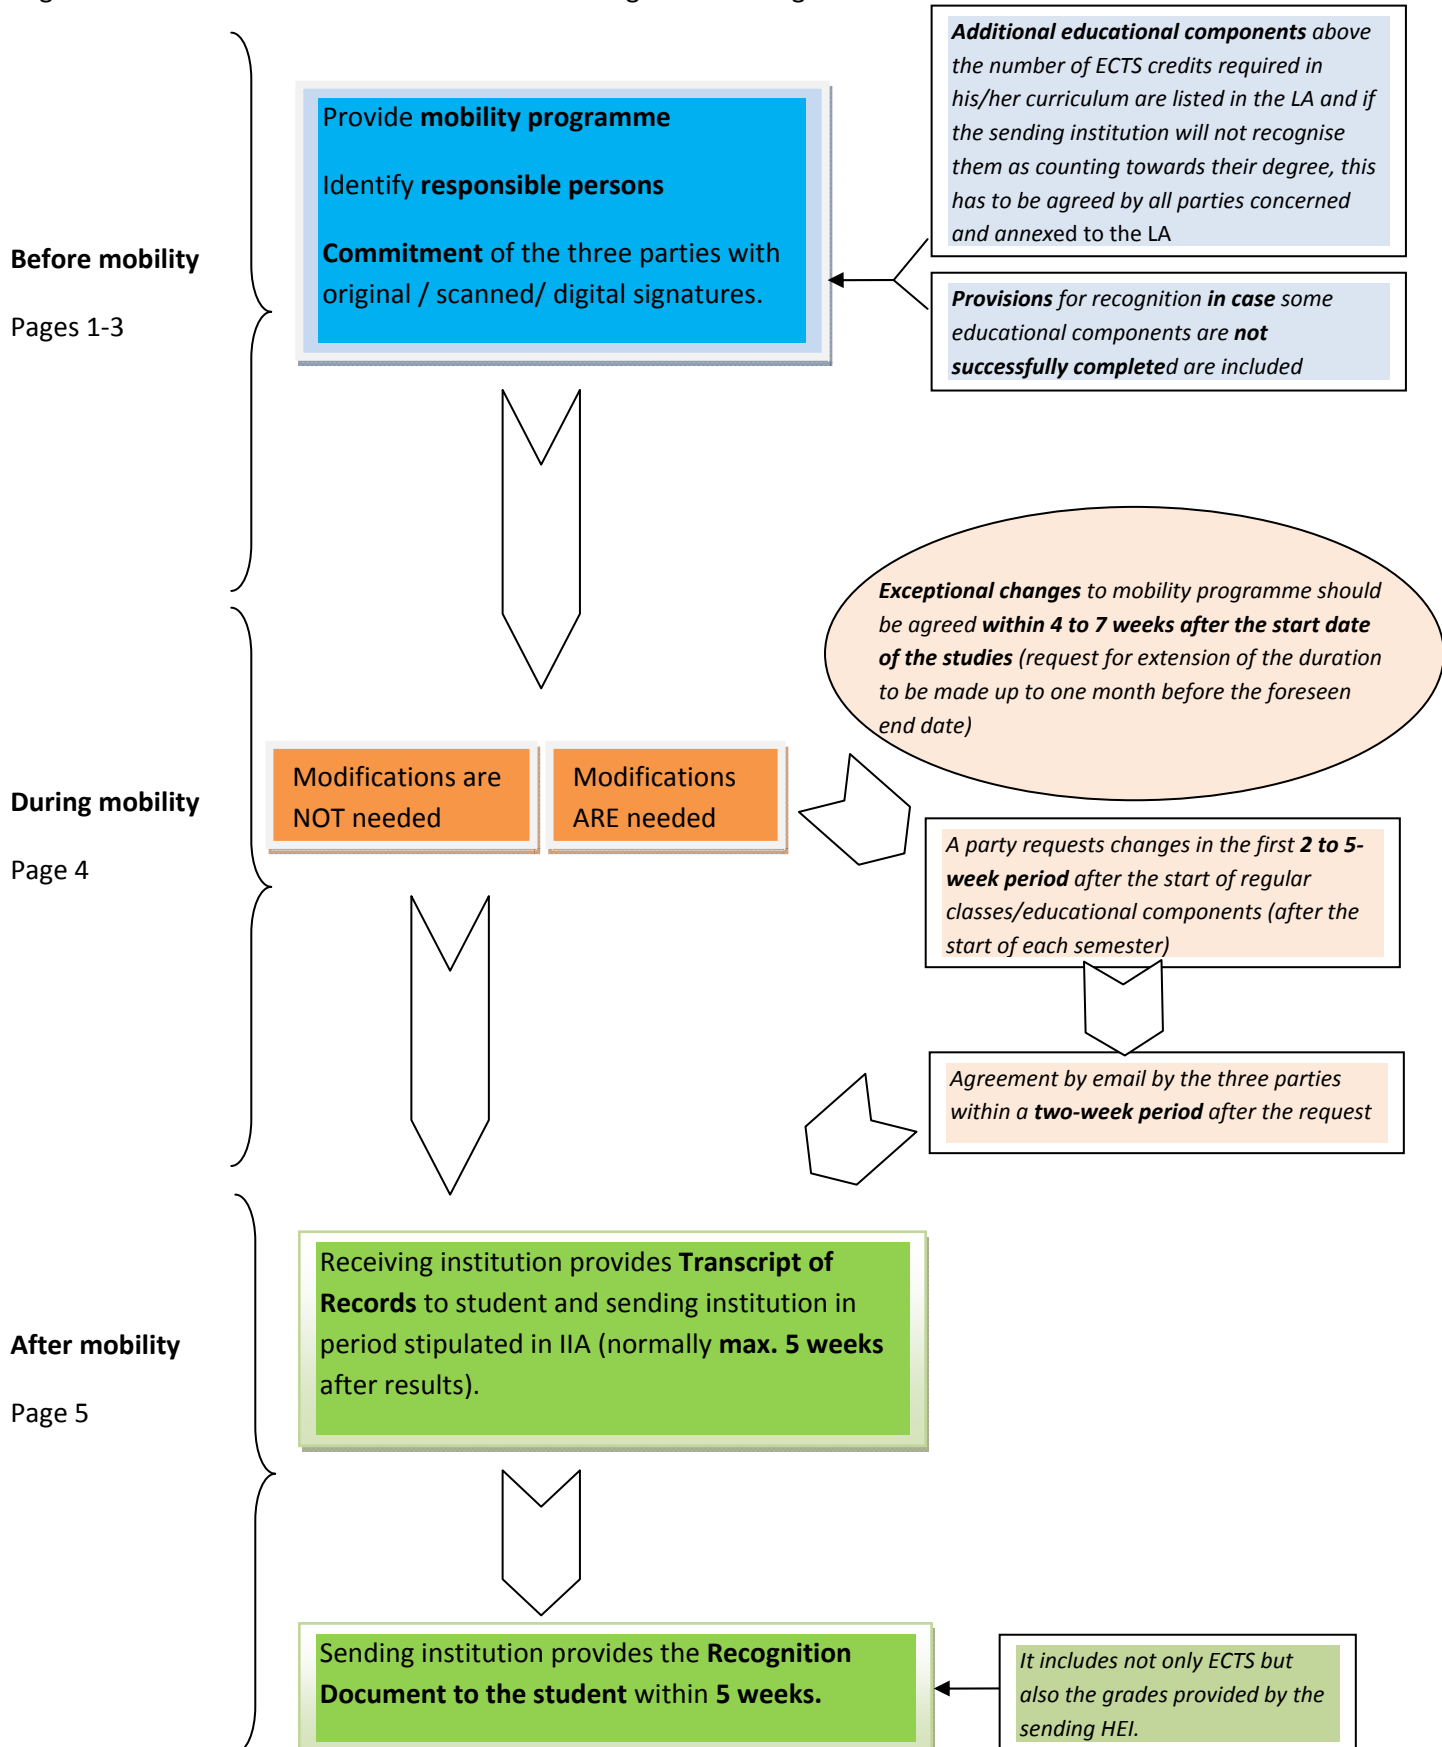 Additional educational components above
the number of ECTS credits required in
his/her curriculum are listed in the LA and if
the sending institution will not recognise
them as counting towards their degree, this
has to be agreed by all parties concerned
and annexed to the LA
Provide mobility programme
Identify responsible persons
Commitment of the three parties with
original / scanned/ digital signatures.
Before mobility
Pages 1-3
Provisions for recognition in case some
educational components are not
successfully completed are included
Exceptional changes to mobility programme should
be agreed within 4 to 7 weeks after the start date
of the studies (request for extension of the duration
to be made up to one month before the foreseen
end date)
Modifications are
NOT needed
Modifications
ARE needed
During mobility
Page 4
A party requests changes in the first 2 to 5-
week period after the start of regular
classes/educational components (after the
start of each semester)
Agreement by email by the three parties
within a two-week period after the request
Receiving institution provides Transcript of
Records to student and sending institution in
period stipulated in IIA (normally max. 5 weeks
after results).
After mobility
Page 5
Sending institution provides the Recognition
Document to the student within 5 weeks.
It includes not only ECTS but
also the grades provided by the
sending HEI.